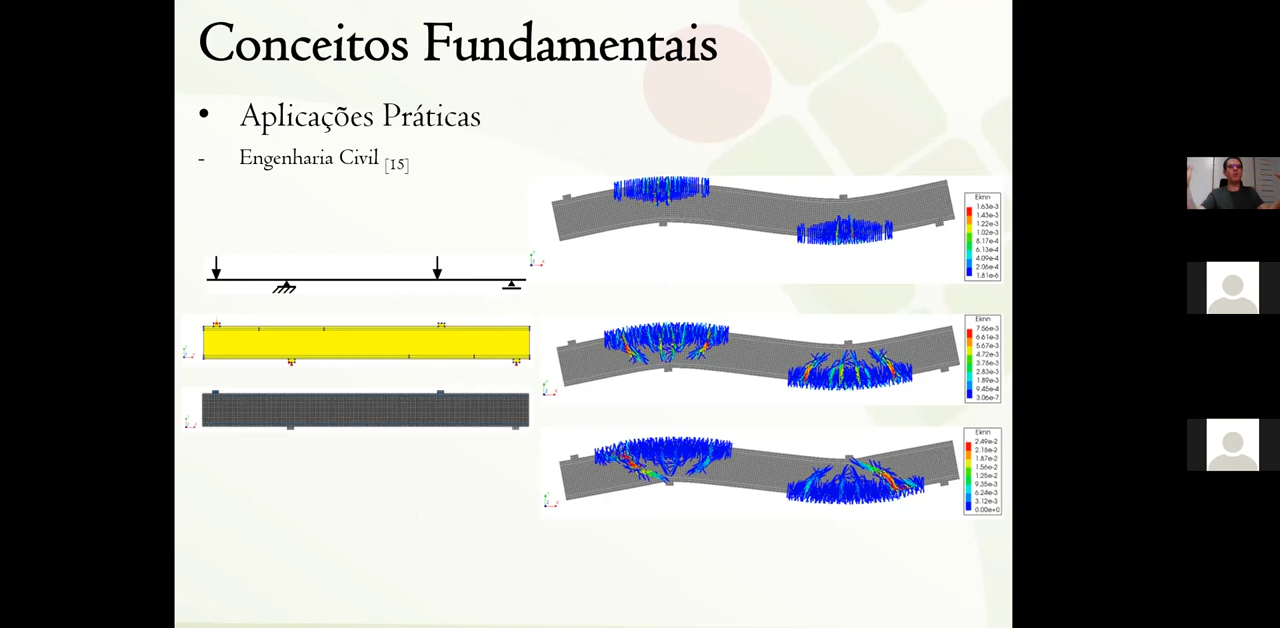 Conceitos Fundamentais
• Aplicações Práticas
- Engenharia Civil [15]
Eknn
1.63e-3
1.43e-3
1.22e-3
1.02e-3
8.17e-4
6.13e-4
4.09e-4
2.06e-4
1.81e-6
Eknn
7.56e-3
6.61e-3
5.67e-3
4.72e-3
3.78e-3
2.83e-3
1.89e-3
9.45e-4
3.06e-7
Eknn
2.49e-2
2.18e-2
1.87e-2
1.56e-2
1.25e-2
9.35e-3
6.24e-3
3.12e-3
0.00e+0